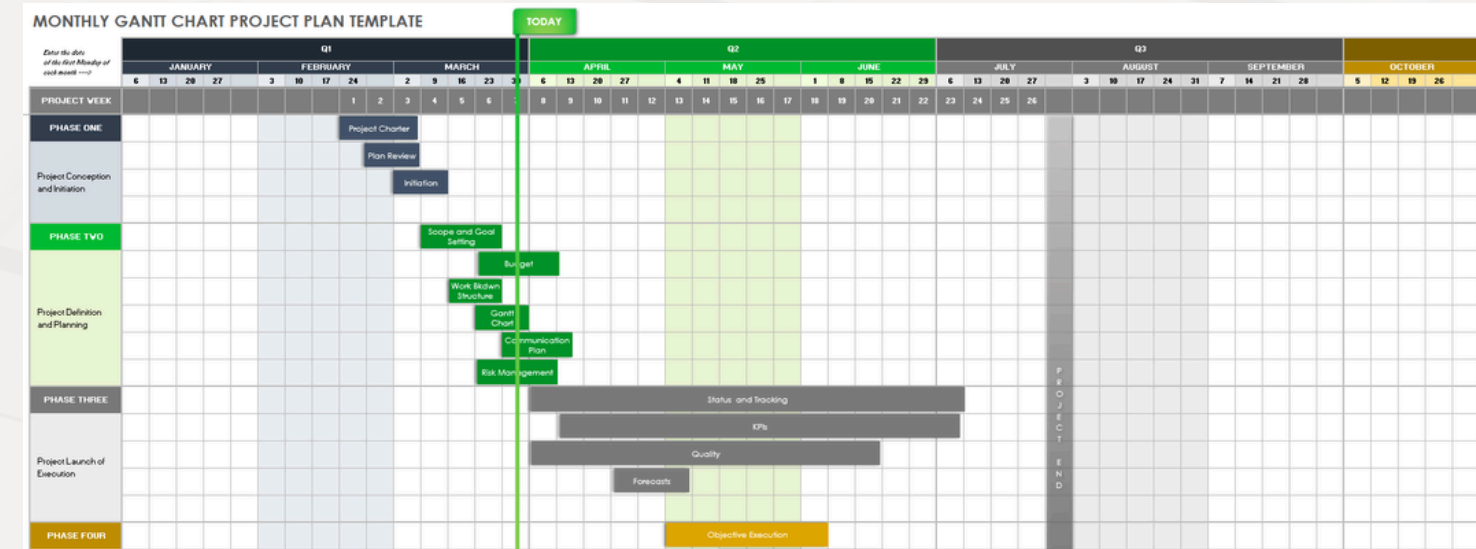 MONTHLY GANTT CHART PROJECT PLAN TEMPLATE
TODAY
Enter the date
of the first Monday of
each month ---->
Q1 Q2 Q3
JANUARY FEBRUARY MARCH APRIL MAY JUNE JULY AUGUST SEPTEMBER OCTOBER
6 13 20 27 3 10 17 24 2 9 16 23 30 6 13 20 27 4 11 18 25 1 8 15 22 29 6 13 20 27 3 10 17 24 31 7 14 21 28 5 12 19 26
PROJECT WEEK 1 2 3 4 5 6 7 8 9 10 11 12 13 14 15 16 17 18 19 20 21 22 23 24 25 26
PHASE ONE
Project Charter
Plan Review
Project Conception
and Initiation
Initiation
PHASE TWO
Scope and Goal
Setting
Budget
Work Bkdwn
Structure
Project Definition
and Planning
Gantt
Chart
Communication
Plan
Risk Management
PHASE THREE
Status and Tracking
KPIs
Quality
Project Launch of
Execution
Forecasts
PROJECT END
PHASE FOUR
Objective Execution